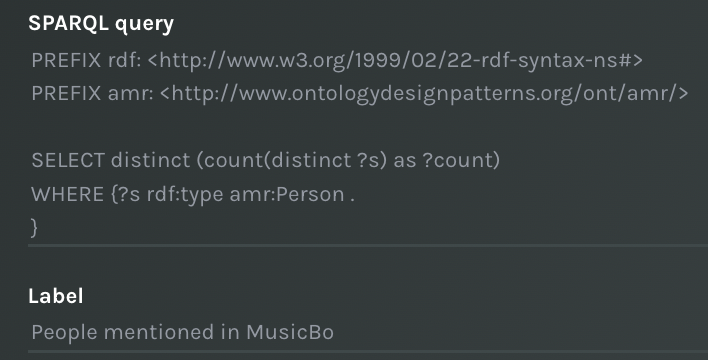 SPARQL query
PREFIX rdf: <http://www.w3.org/1999/02/22-rdf-syntax-ns#>
PREFIX amr: <http://www.ontologydesignpatterns.org/ont/amr/>
SELECT distinct (count(distinct ?s) as ?count)
WHERE {?s rdf:type amr:Person .
}
Label
People mentioned in MusicBo